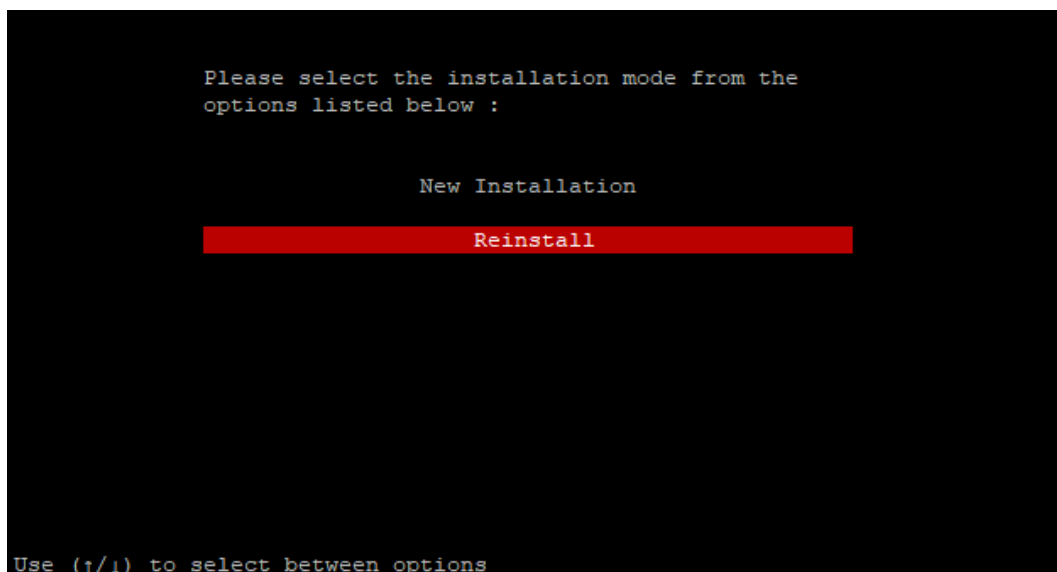 Please select the installation mode from the
options listed below :
New Installation
Reinstall
Use (↑/↓) to select between options